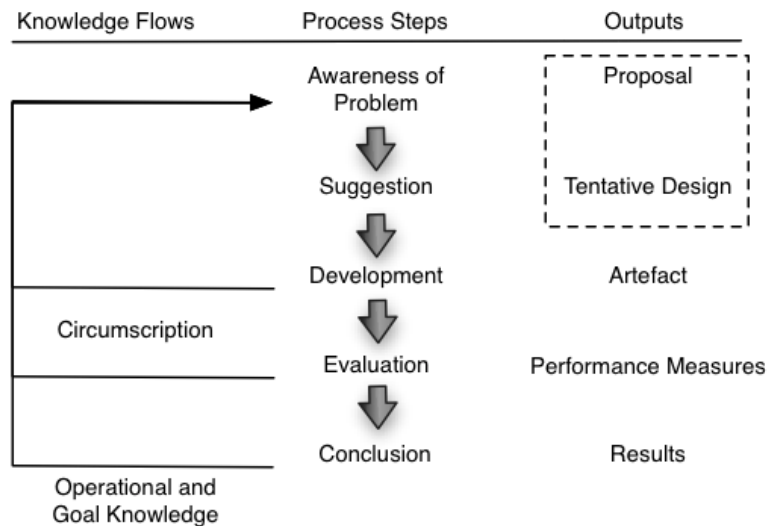 Knowledge Flows Process Steps Outputs
Awareness of Problem Proposal
Suggestion Tentative Design
Development Artefact
Circumscription
Evaluation Performance Measures
Conclusion Results
Operational and
Goal Knowledge